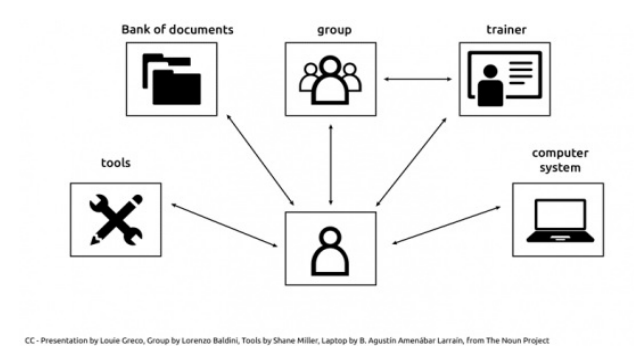 Bank of documents
group
trainer
tools
computer
system
CC - Presentation by Louie Greco, Group by Lorenzo Baldini, Tools by Shane Miller, Laptop by B. Agustín Amenábar Larraín, from The Noun Project